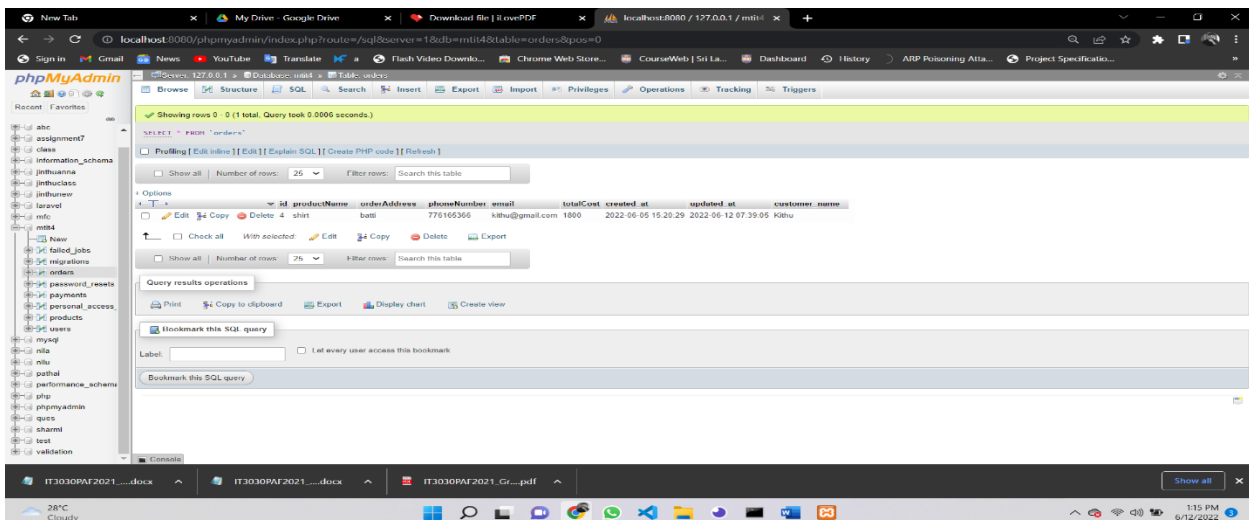 New Tab
My Drive - Google Drive
Download file | iLovePDF
localhost:8080 / 127.0.0.1 / mtit4
localhost:8080/phpmyadmin/index.php?route=/sql&server=1&db=mtit4&table=orders&pos=0
Sign in Gmail News YouTube Translate a Flash Video Downlo... Chrome Web Store... CourseWeb | Sri La... Dashboard History ARP Poisoning Atta... Project Specificatio...
phpMyAdmin
Server: 127.0.0.1 » Database: mtit4 » Table: orders
Browse Structure SQL Search Insert Export Import Privileges Operations Tracking Triggers
Recent Favorites
abc
assignment7
class
information_schema
jinthuanna
jinthuclass
jinthunew
laravel
mfc
mtit4
New
failed_jobs
migrations
orders
password_resets
payments
personal_access_
products
users
mysql
nila
nilu
pathai
performance_schema
php
phpmyadmin
ques
sharmi
test
validation
Showing rows 0 - 0 (1 total, Query took 0.0006 seconds.)
SELECT * FROM `orders`
Profiling [ Edit inline ] [ Edit ] [ Explain SQL ] [ Create PHP code ] [ Refresh ]
Show all Number of rows: 25 Filter rows: Search this table
+ Options
id productName orderAddress phoneNumber email totalCost created_at updated_at customer_name
Edit Copy Delete 4 shirt batti 776165366 kithu@gmail.com 1800 2022-06-05 15:20:29 2022-06-12 07:39:05 Kithu
Check all With selected: Edit Copy Delete Export
Show all Number of rows: 25 Filter rows: Search this table
Query results operations
Print Copy to clipboard Export Display chart Create view
Bookmark this SQL query
Label: Let every user access this bookmark
Bookmark this SQL query
Console
IT3030PAF2021_....docx
IT3030PAF2021_....docx
IT3030PAF2021_Gr....pdf
Show all
28°C
Cloudy
1:15 PM
6/12/2022
3